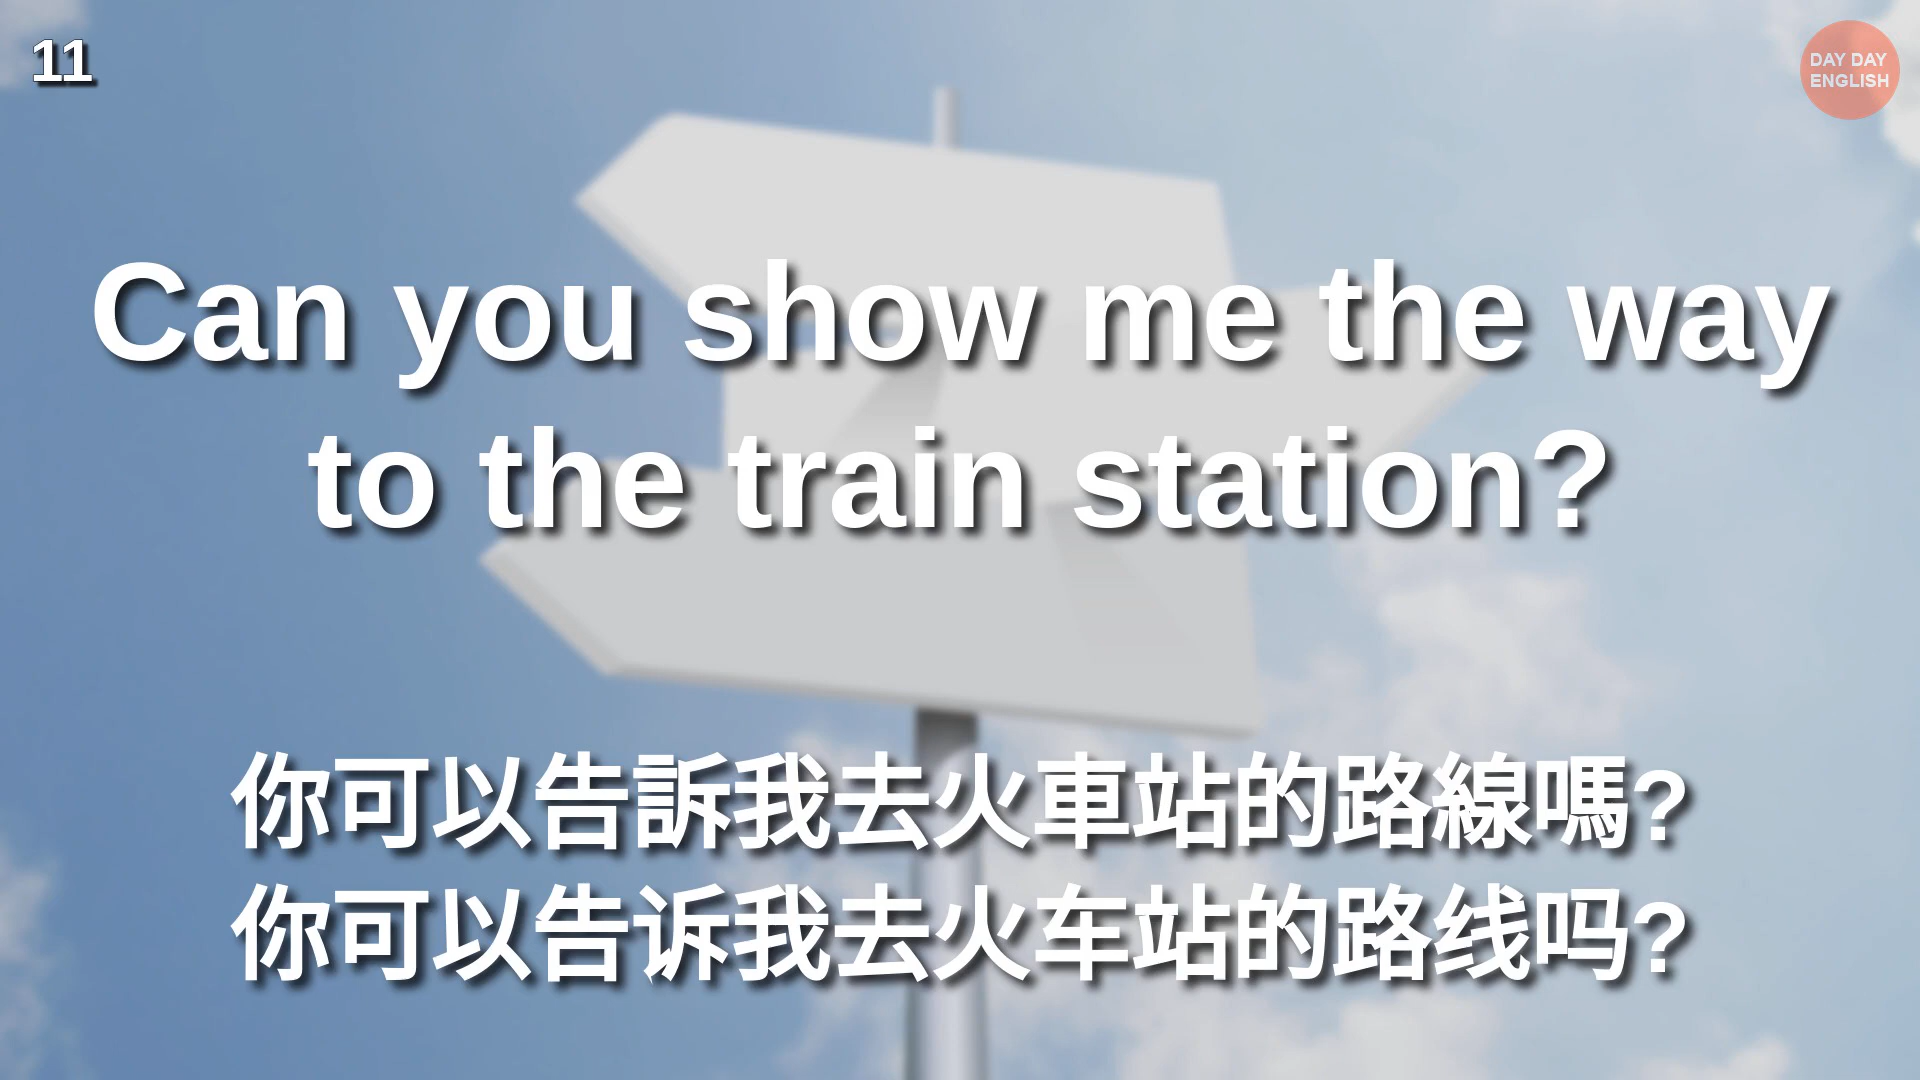 11
DAY DAY
ENGLISH
Can you show me the way
to the train station?
你可以告訴我去火車站的路線嗎?
你可以告诉我去火车站的路线吗?